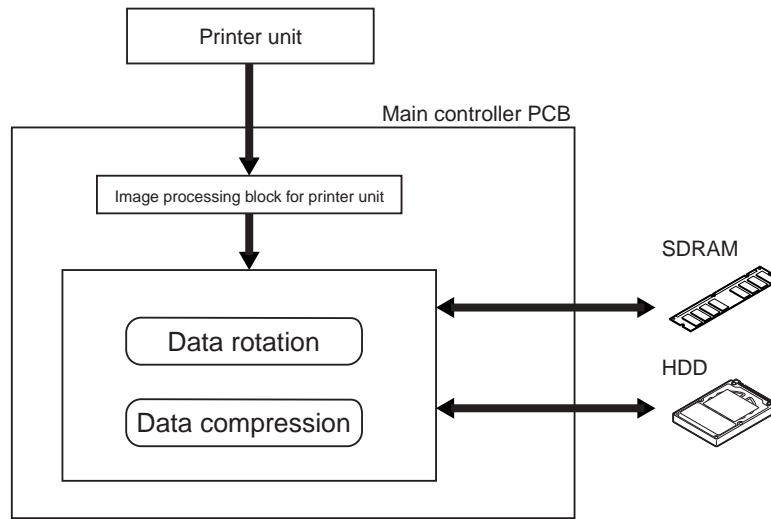 Printer unit
Main controller PCB
Image processing block for printer unit
SDRAM
Data rotation
HDD
Data compression